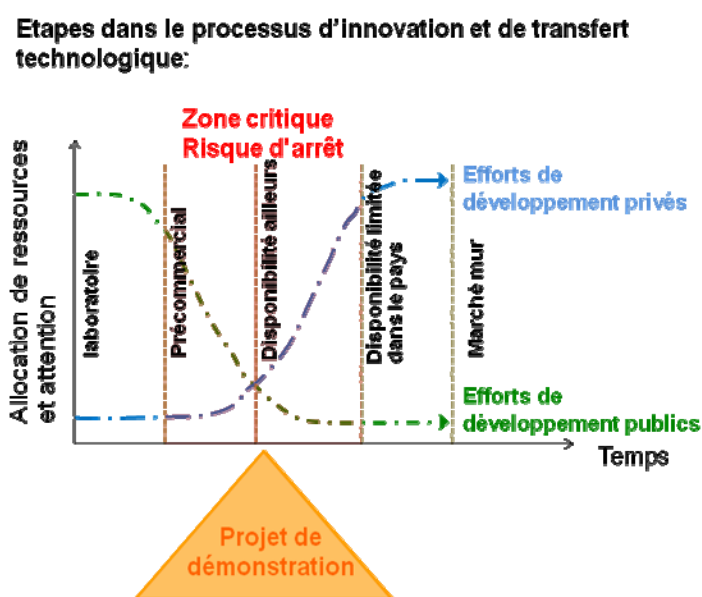 Etapes dans le processus d'innovation et de transfert
technologique:
Zone critique
Risque d'arrêt
Allocation de ressources
et attention
laboratoire
Précommercial
Disponibilité ailleurs
Disponibilité limitée
dans le pays
Marché mur
Efforts de
développement privés
Efforts de
développement publics
Temps
Projet de
démonstration